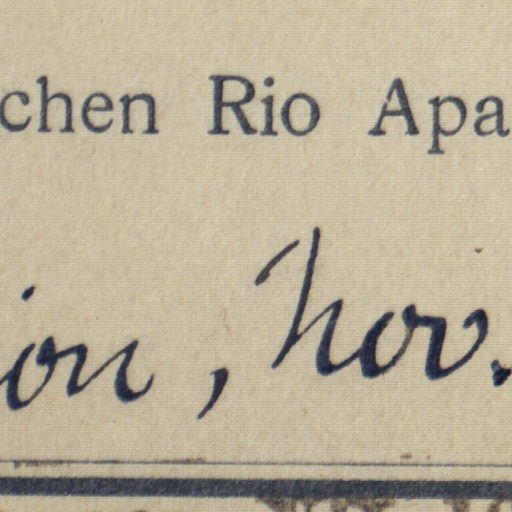 chen Rio Apa
ion, Nov.